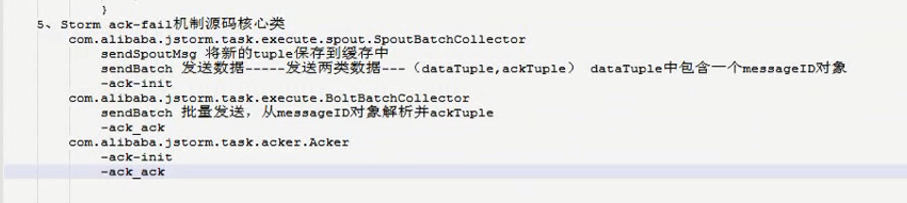 }
5、Storm ack-fail机制源码核心类
com.alibaba.jstorm.task.execute.spout.SpoutBatchCollector
sendSpoutMsg 将新的tuple保存到缓存中
sendBatch 发送数据-----发送两类数据---（dataTuple,ackTuple） dataTuple中包含一个messageID对象
-ack-init
com.alibaba.jstorm.task.execute.BoltBatchCollector
sendBatch 批量发送，从messageID对象解析并ackTuple
-ack_ack
com.alibaba.jstorm.task.acker.Acker
-ack-init
-ack_ack